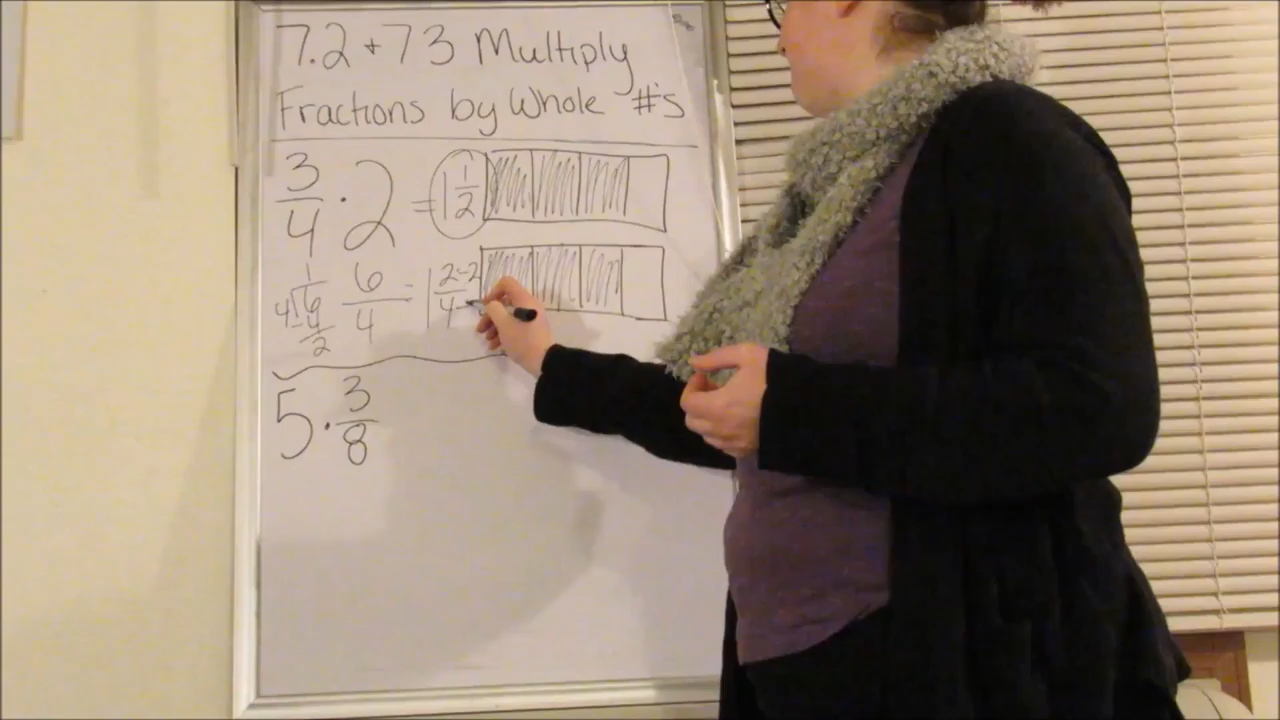 7.2 + 7.3 Multiply
Fractions by Whole #'s
3/4 · 2 = 1 1/2
6/4 = 1 2÷2/4
4 6 1 - 4 2
5 · 3/8